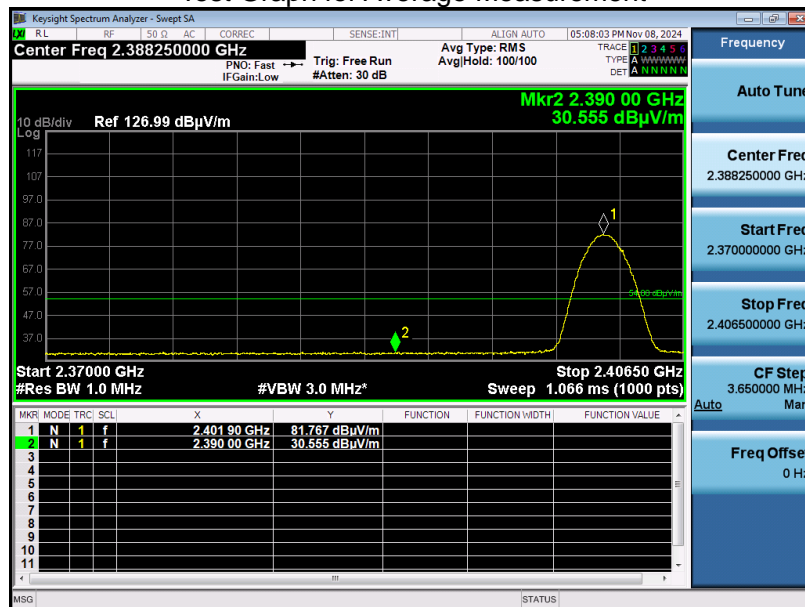 Keysight Spectrum Analyzer - Swept SA
LXI RL RF 50 Ω AC CORREC SENSE:INT ALIGN AUTO 05:08:03 PM Nov 08, 2024
Center Freq 2.388250000 GHz
PNO: Fast
IFGain:Low
Trig: Free Run
#Atten: 30 dB
Avg Type: RMS
Avg|Hold: 100/100
TRACE 1 2 3 4 5 6
TYPE A WWWWW
DET A N N N N N
Mkr2 2.390 00 GHz
30.555 dBµV/m
10 dB/div Ref 126.99 dBµV/m
Log
117
107
97.0
87.0
77.0
67.0
57.0
47.0
37.0
1
54.00 dBµV/m
2
Start 2.37000 GHz Stop 2.40650 GHz
#Res BW 1.0 MHz #VBW 3.0 MHz* Sweep 1.066 ms (1000 pts)
MKR MODE TRC SCL X Y FUNCTION FUNCTION WIDTH FUNCTION VALUE
1 N 1 f 2.401 90 GHz 81.767 dBµV/m
2 N 1 f 2.390 00 GHz 30.555 dBµV/m
3
4
5
6
7
8
9
10
11
MSG STATUS
Frequency
Auto Tune
Center Freq
2.388250000 GHz
Start Freq
2.370000000 GHz
Stop Freq
2.406500000 GHz
CF Step
3.650000 MHz
Auto Man
Freq Offset
0 Hz